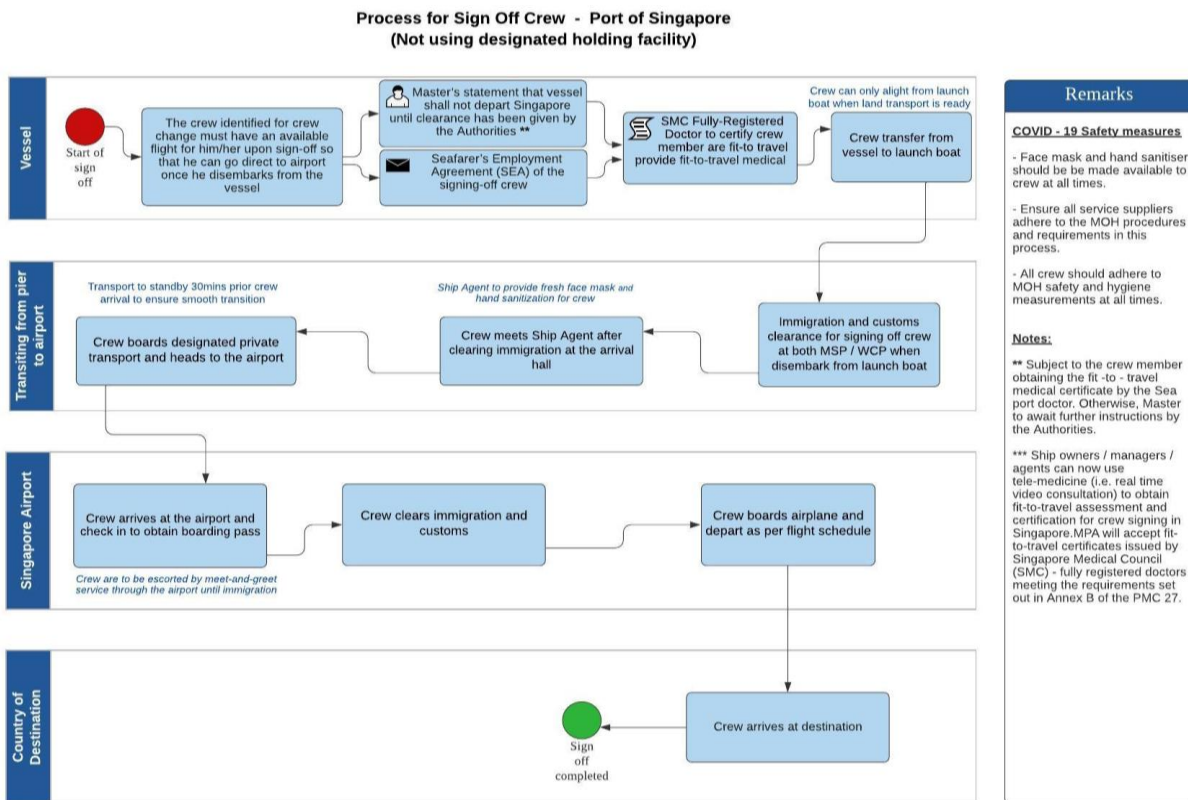 Process for Sign Off Crew - Port of Singapore
(Not using designated holding facility)
Vessel
Start of
sign
off
The crew identified for crew
change must have an available
flight for him/her upon sign-off so
that he can go direct to airport
once he disembarks from the
vessel
Master's statement that vessel
shall not depart Singapore
until clearance has been given by
the Authorities **
Seafarer's Employment
Agreement (SEA) of the
signing-off crew
SMC Fully-Registered
Doctor to certify crew
member are fit-to travel
provide fit-to-travel medical
Crew can only alight from launch
boat when land transport is ready
Crew transfer from
vessel to launch boat
Transiting from pier
to airport
Transport to standby 30mins prior crew
arrival to ensure smooth transition
Crew boards designated private
transport and heads to the airport
Ship Agent to provide fresh face mask and
hand sanitization for crew
Crew meets Ship Agent after
clearing immigration at the arrival
hall
Immigration and customs
clearance for signing off crew
at both MSP / WCP when
disembark from launch boat
Singapore Airport
Crew arrives at the airport and
check in to obtain boarding pass
Crew are to be escorted by meet-and-greet
service through the airport until immigration
Crew clears immigration and
customs
Crew boards airplane and
depart as per flight schedule
Country of
Destination
Sign
off
completed
Crew arrives at destination
Remarks
COVID - 19 Safety measures
- Face mask and hand sanitiser
should be be made available to
crew at all times.
- Ensure all service suppliers
adhere to the MOH procedures
and requirements in this
process.
- All crew should adhere to
MOH safety and hygiene
measurements at all times.
Notes:
** Subject to the crew member
obtaining the fit -to - travel
medical certificate by the Sea
port doctor. Otherwise, Master
to await further instructions by
the Authorities.
*** Ship owners / managers /
agents can now use
tele-medicine (i.e. real time
video consultation) to obtain
fit-to-travel assessment and
certification for crew signing in
Singapore.MPA will accept fit-
to-travel certificates issued by
Singapore Medical Council
(SMC) - fully registered doctors
meeting the requirements set
out in Annex B of the PMC 27.